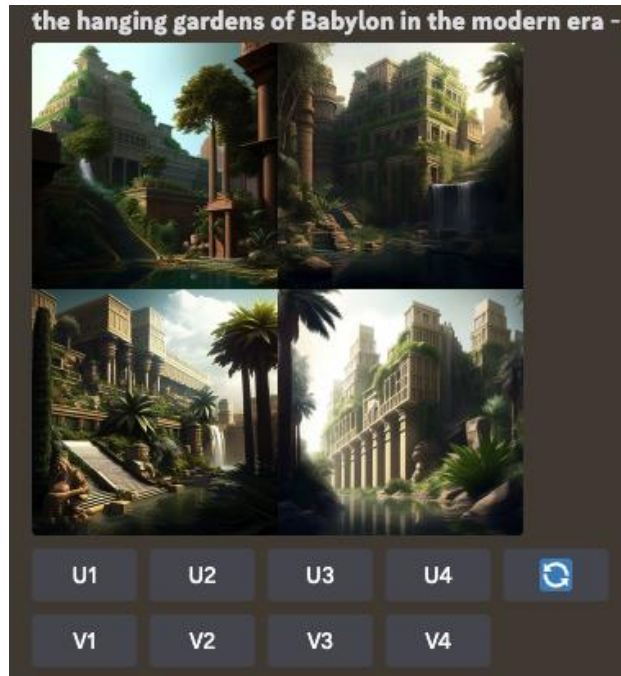 the hanging gardens of Babylon in the modern era -
U1 U2 U3 U4
V1 V2 V3 V4